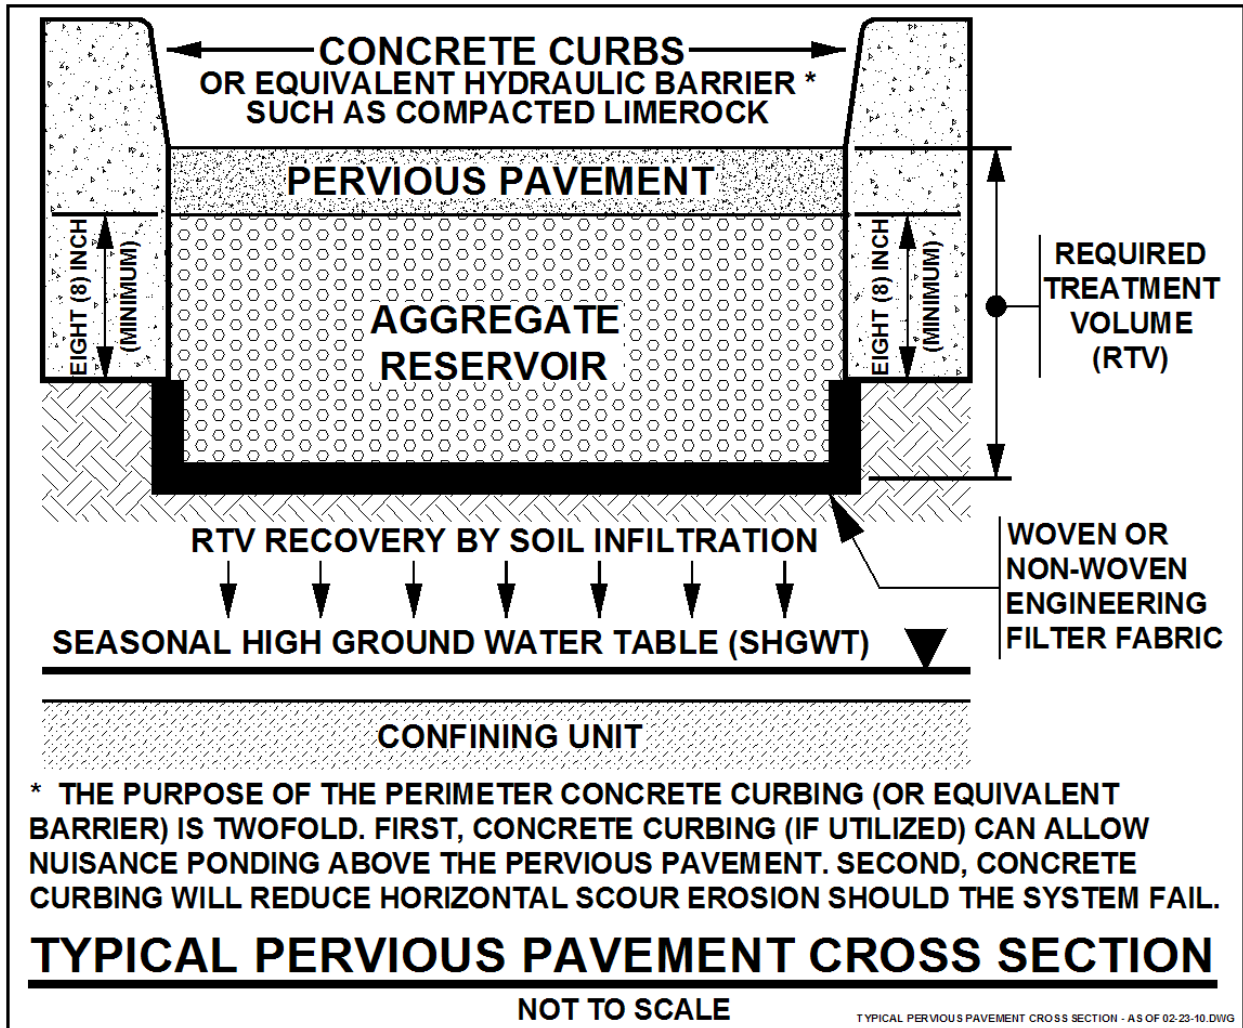 CONCRETE CURBS
OR EQUIVALENT HYDRAULIC BARRIER *
SUCH AS COMPACTED LIMEROCK
PERVIOUS PAVEMENT
EIGHT (8) INCH
(MINIMUM)
AGGREGATE
RESERVOIR
EIGHT (8) INCH
(MINIMUM)
REQUIRED
TREATMENT
VOLUME
(RTV)
RTV RECOVERY BY SOIL INFILTRATION
WOVEN OR
NON-WOVEN
ENGINEERING
FILTER FABRIC
SEASONAL HIGH GROUND WATER TABLE (SHGWT)
CONFINING UNIT
* THE PURPOSE OF THE PERIMETER CONCRETE CURBING (OR EQUIVALENT
BARRIER) IS TWOFOLD. FIRST, CONCRETE CURBING (IF UTILIZED) CAN ALLOW
NUISANCE PONDING ABOVE THE PERVIOUS PAVEMENT. SECOND, CONCRETE
CURBING WILL REDUCE HORIZONTAL SCOUR EROSION SHOULD THE SYSTEM FAIL.
TYPICAL PERVIOUS PAVEMENT CROSS SECTION
NOT TO SCALE
TYPICAL PERVIOUS PAVEMENT CROSS SECTION - AS OF 02-23-10.DWG